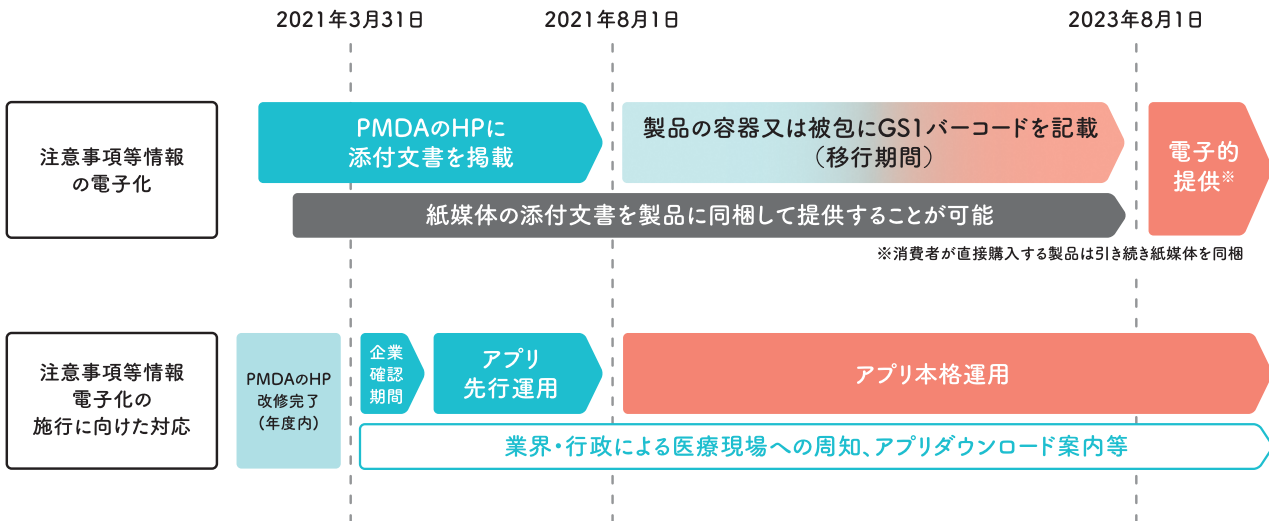 2021年3月31日
2021年8月1日
2023年8月1日
注意事項等情報
の電子化
PMDAのHPに
添付文書を掲載
製品の容器又は被包にGS1バーコードを記載
（移行期間）
電子的
提供※
紙媒体の添付文書を製品に同梱して提供することが可能
※消費者が直接購入する製品は引き続き紙媒体を同梱
注意事項等情報
電子化の
施行に向けた対応
PMDAのHP
改修完了
（年度内）
企業
確認
期間
アプリ
先行運用
アプリ本格運用
業界・行政による医療現場への周知、アプリダウンロード案内等